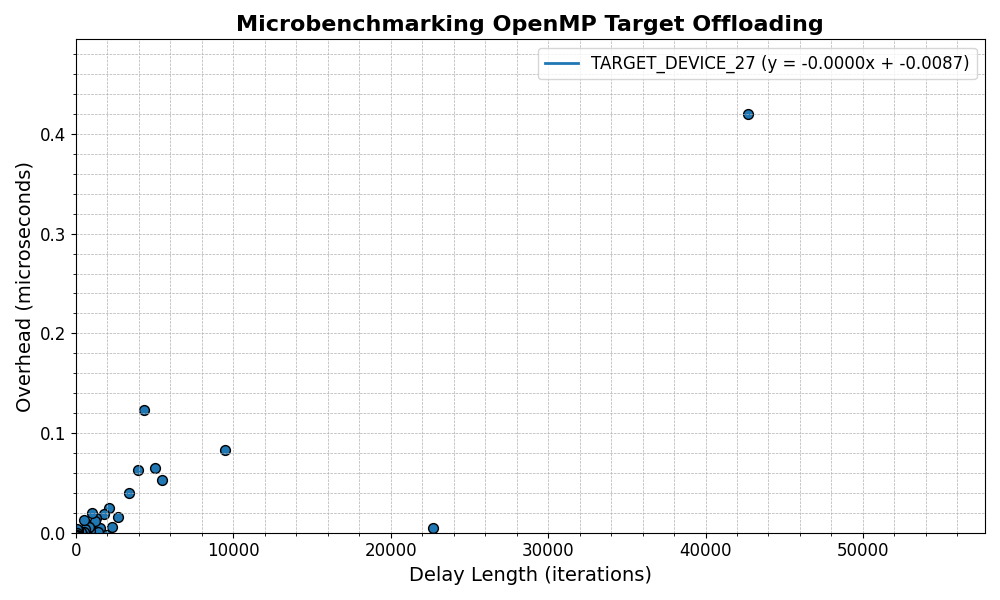 Microbenchmarking OpenMP Target Offloading
TARGET_DEVICE_27 (y = -0.0000x + -0.0087)
Overhead (microseconds)
0.4
0.3
0.2
0.1
0.0
0 10000 20000 30000 40000 50000
Delay Length (iterations)